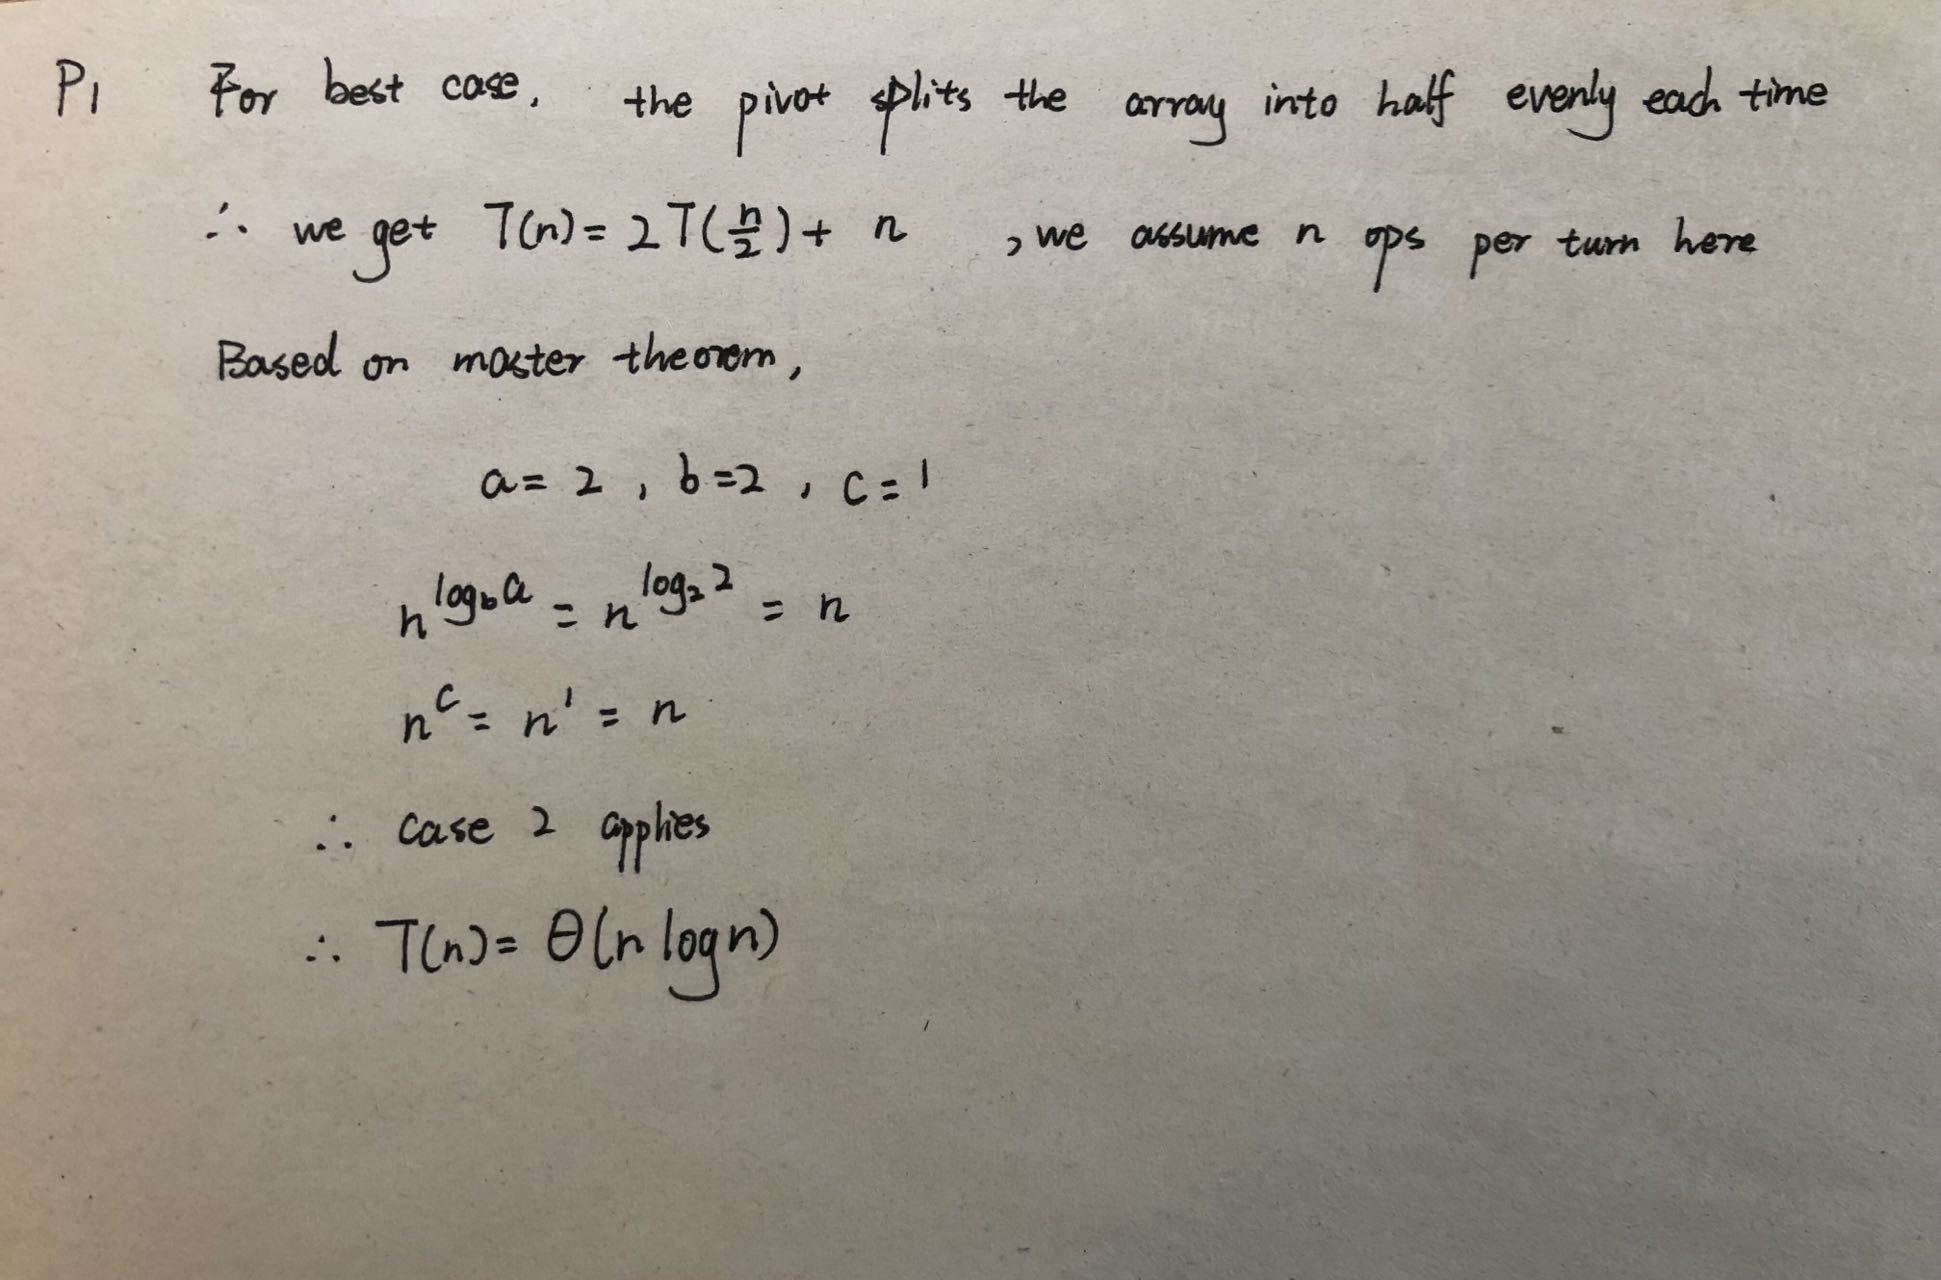 P1 For best case, the pivot splits the array into half evenly each time
∴ we get T(n) = 2T(n/2) + n , we assume n ops per turn here
Based on master theorem,
a = 2 , b = 2 , c = 1
n^(log_b a) = n^(log_2 2) = n
n^c = n^1 = n
∴ case 2 applies
∴ T(n) = θ(n log n)